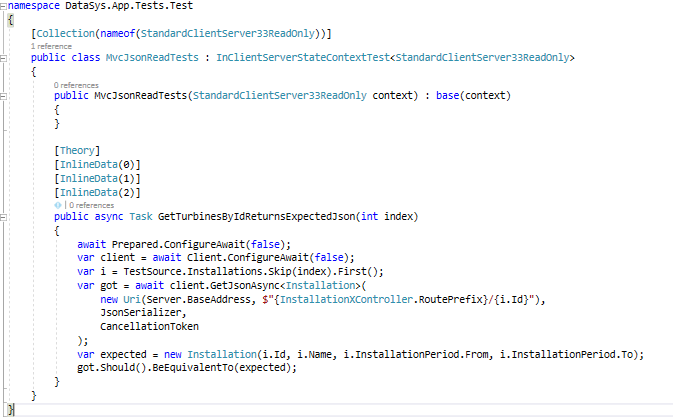 namespace DataSys.App.Tests.Test
{
[Collection(nameof(StandardClientServer33ReadOnly))]
1 reference
public class MvcJsonReadTests : InClientServerStateContextTest<StandardClientServer33ReadOnly>
{
0 references
public MvcJsonReadTests(StandardClientServer33ReadOnly context) : base(context)
{
}
[Theory]
[InlineData(0)]
[InlineData(1)]
[InlineData(2)]
| 0 references
public async Task GetTurbinesByIdReturnsExpectedJson(int index)
{
await Prepared.ConfigureAwait(false);
var client = await Client.ConfigureAwait(false);
var i = TestSource.Installations.Skip(index).First();
var got = await client.GetJsonAsync<Installation>(
new Uri(Server.BaseAddress, $"{InstallationXController.RoutePrefix}/{i.Id}"),
JsonSerializer,
CancellationToken
);
var expected = new Installation(i.Id, i.Name, i.InstallationPeriod.From, i.InstallationPeriod.To);
got.Should().BeEquivalentTo(expected);
}
}
}